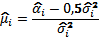 μ̂ᵢ = (α̂ᵢ − 0,5σ̂ᵢ²) / σ̂ᵢ²